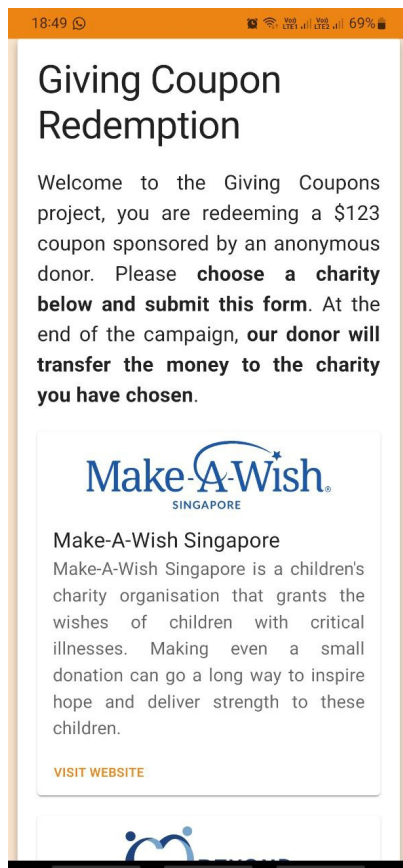 18:49 VoI) LTE1 VoI) LTE2 69%
Giving Coupon
Redemption
Welcome to the Giving Coupons
project, you are redeeming a $123
coupon sponsored by an anonymous
donor. Please choose a charity
below and submit this form. At the
end of the campaign, our donor will
transfer the money to the charity
you have chosen.
Make-A-Wish®
SINGAPORE
Make-A-Wish Singapore
Make-A-Wish Singapore is a children's
charity organisation that grants the
wishes of children with critical
illnesses. Making even a small
donation can go a long way to inspire
hope and deliver strength to these
children.
VISIT WEBSITE